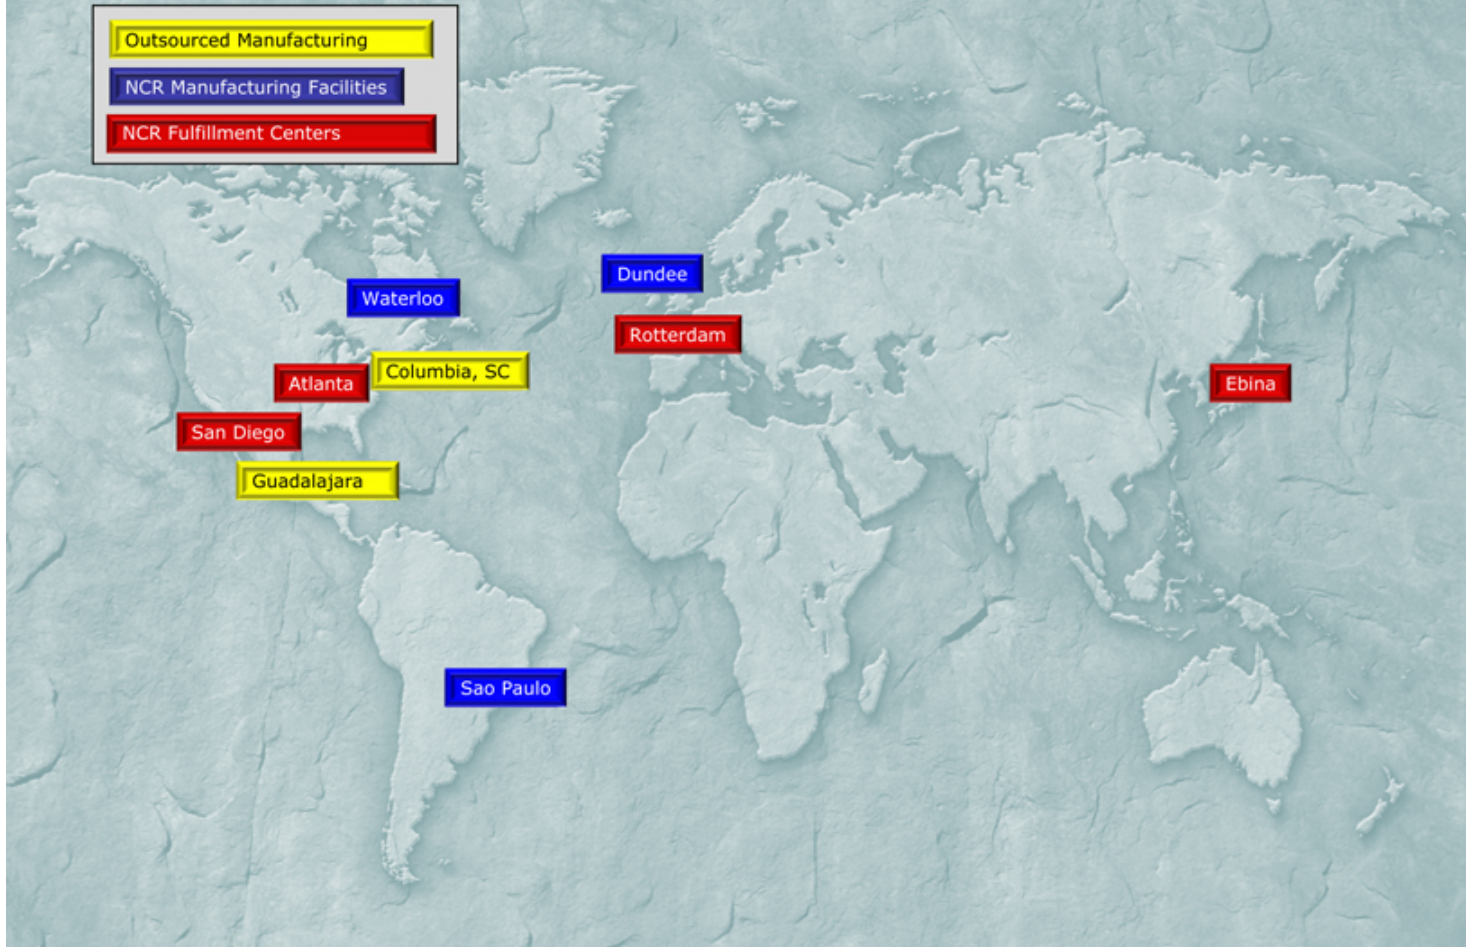 Outsourced Manufacturing
NCR Manufacturing Facilities
NCR Fulfillment Centers
Dundee
Waterloo
Rotterdam
Columbia, SC
Atlanta
Ebina
San Diego
Guadalajara
Sao Paulo